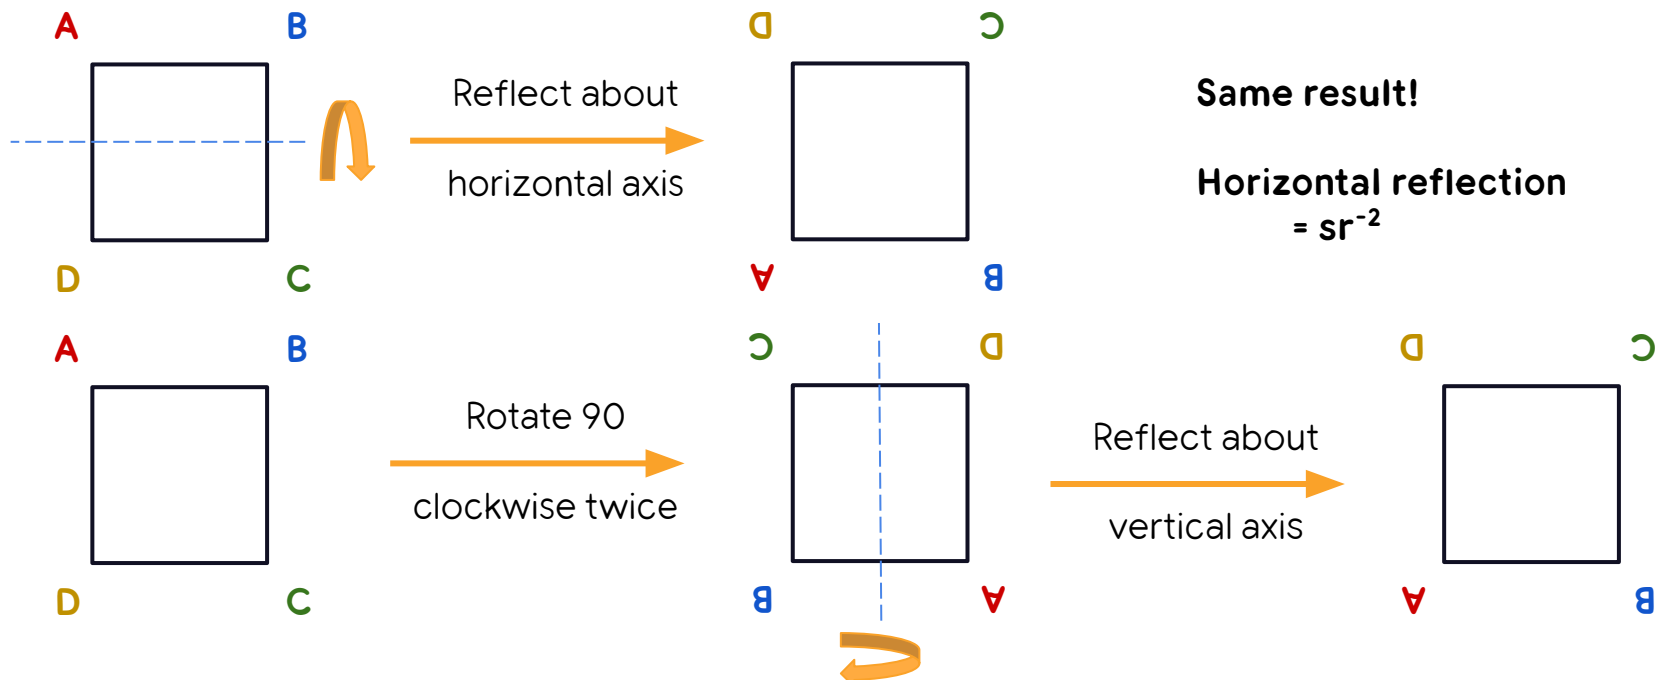 A
B
D
C
Reflect about
horizontal axis
D
C
A
B
Same result!
Horizontal reflection
= sr⁻²
A
B
D
C
Rotate 90
clockwise twice
C
D
B
A
Reflect about
vertical axis
D
C
A
B